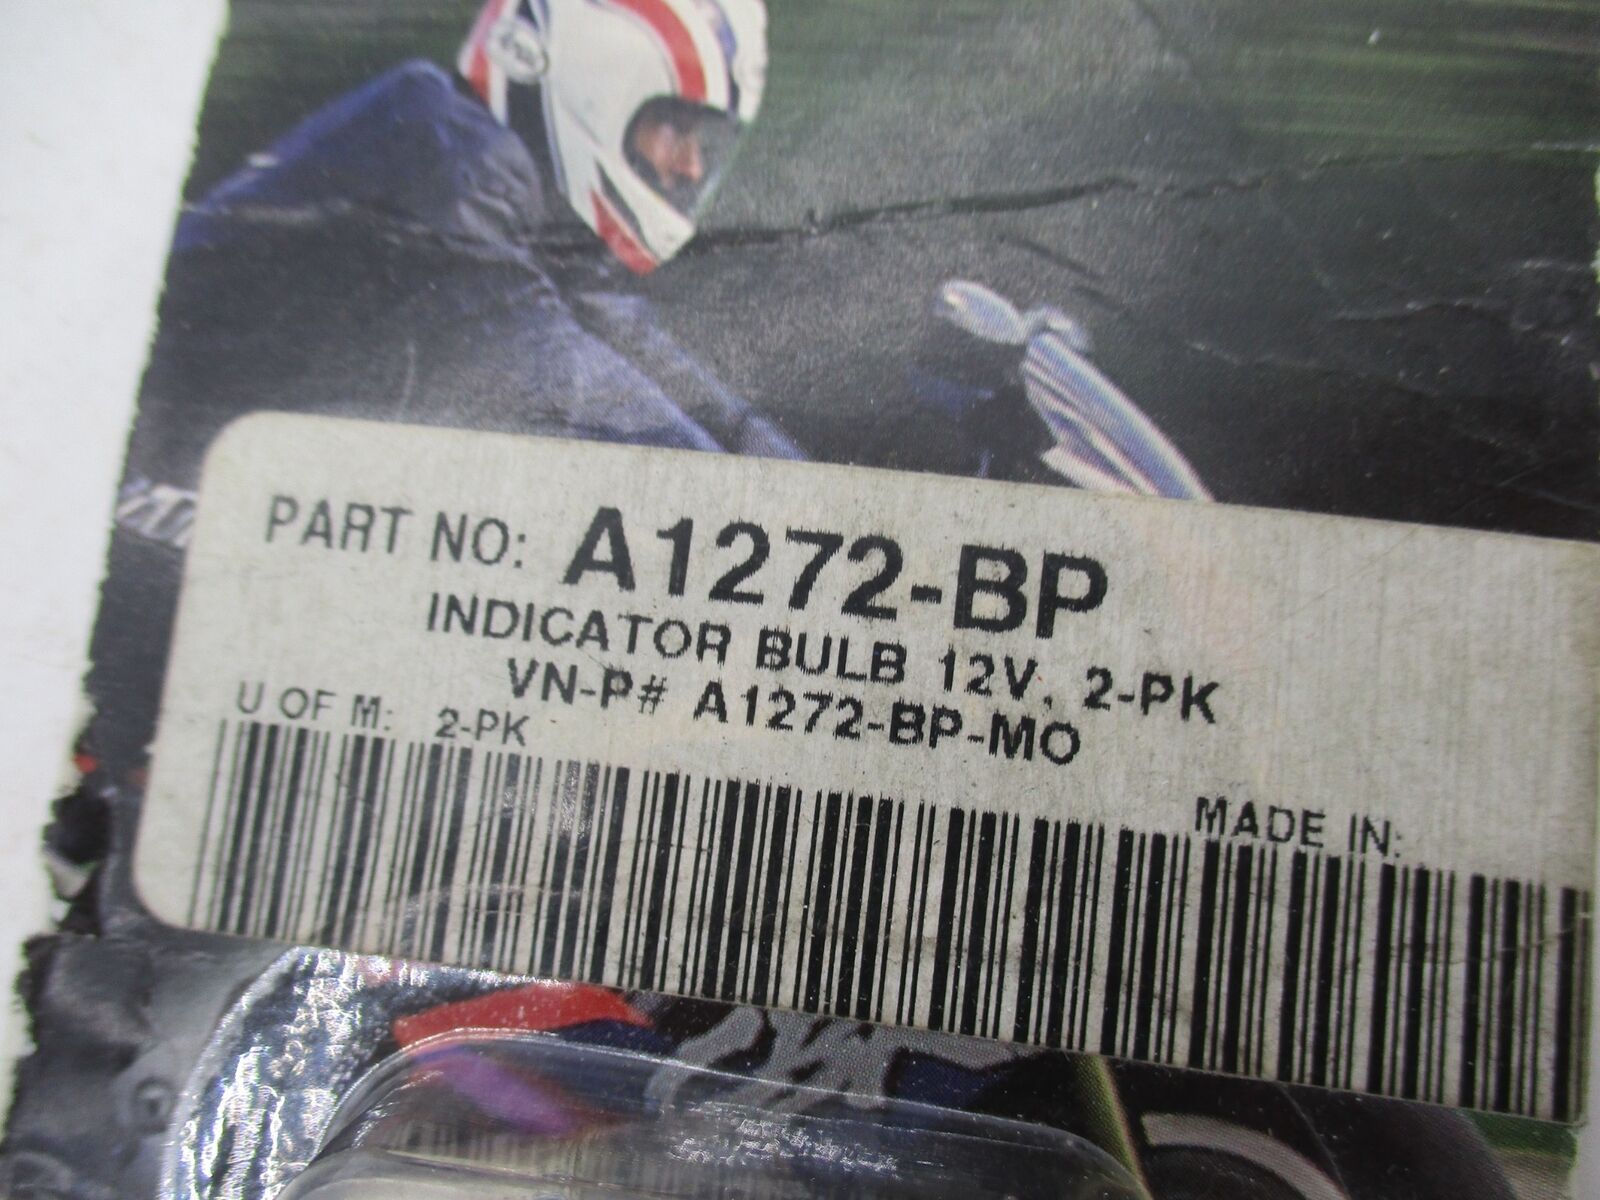 PART NO: A1272-BP
INDICATOR BULB 12V, 2-PK
VN-P# A1272-BP-MO
U OF M: 2-PK
MADE IN: